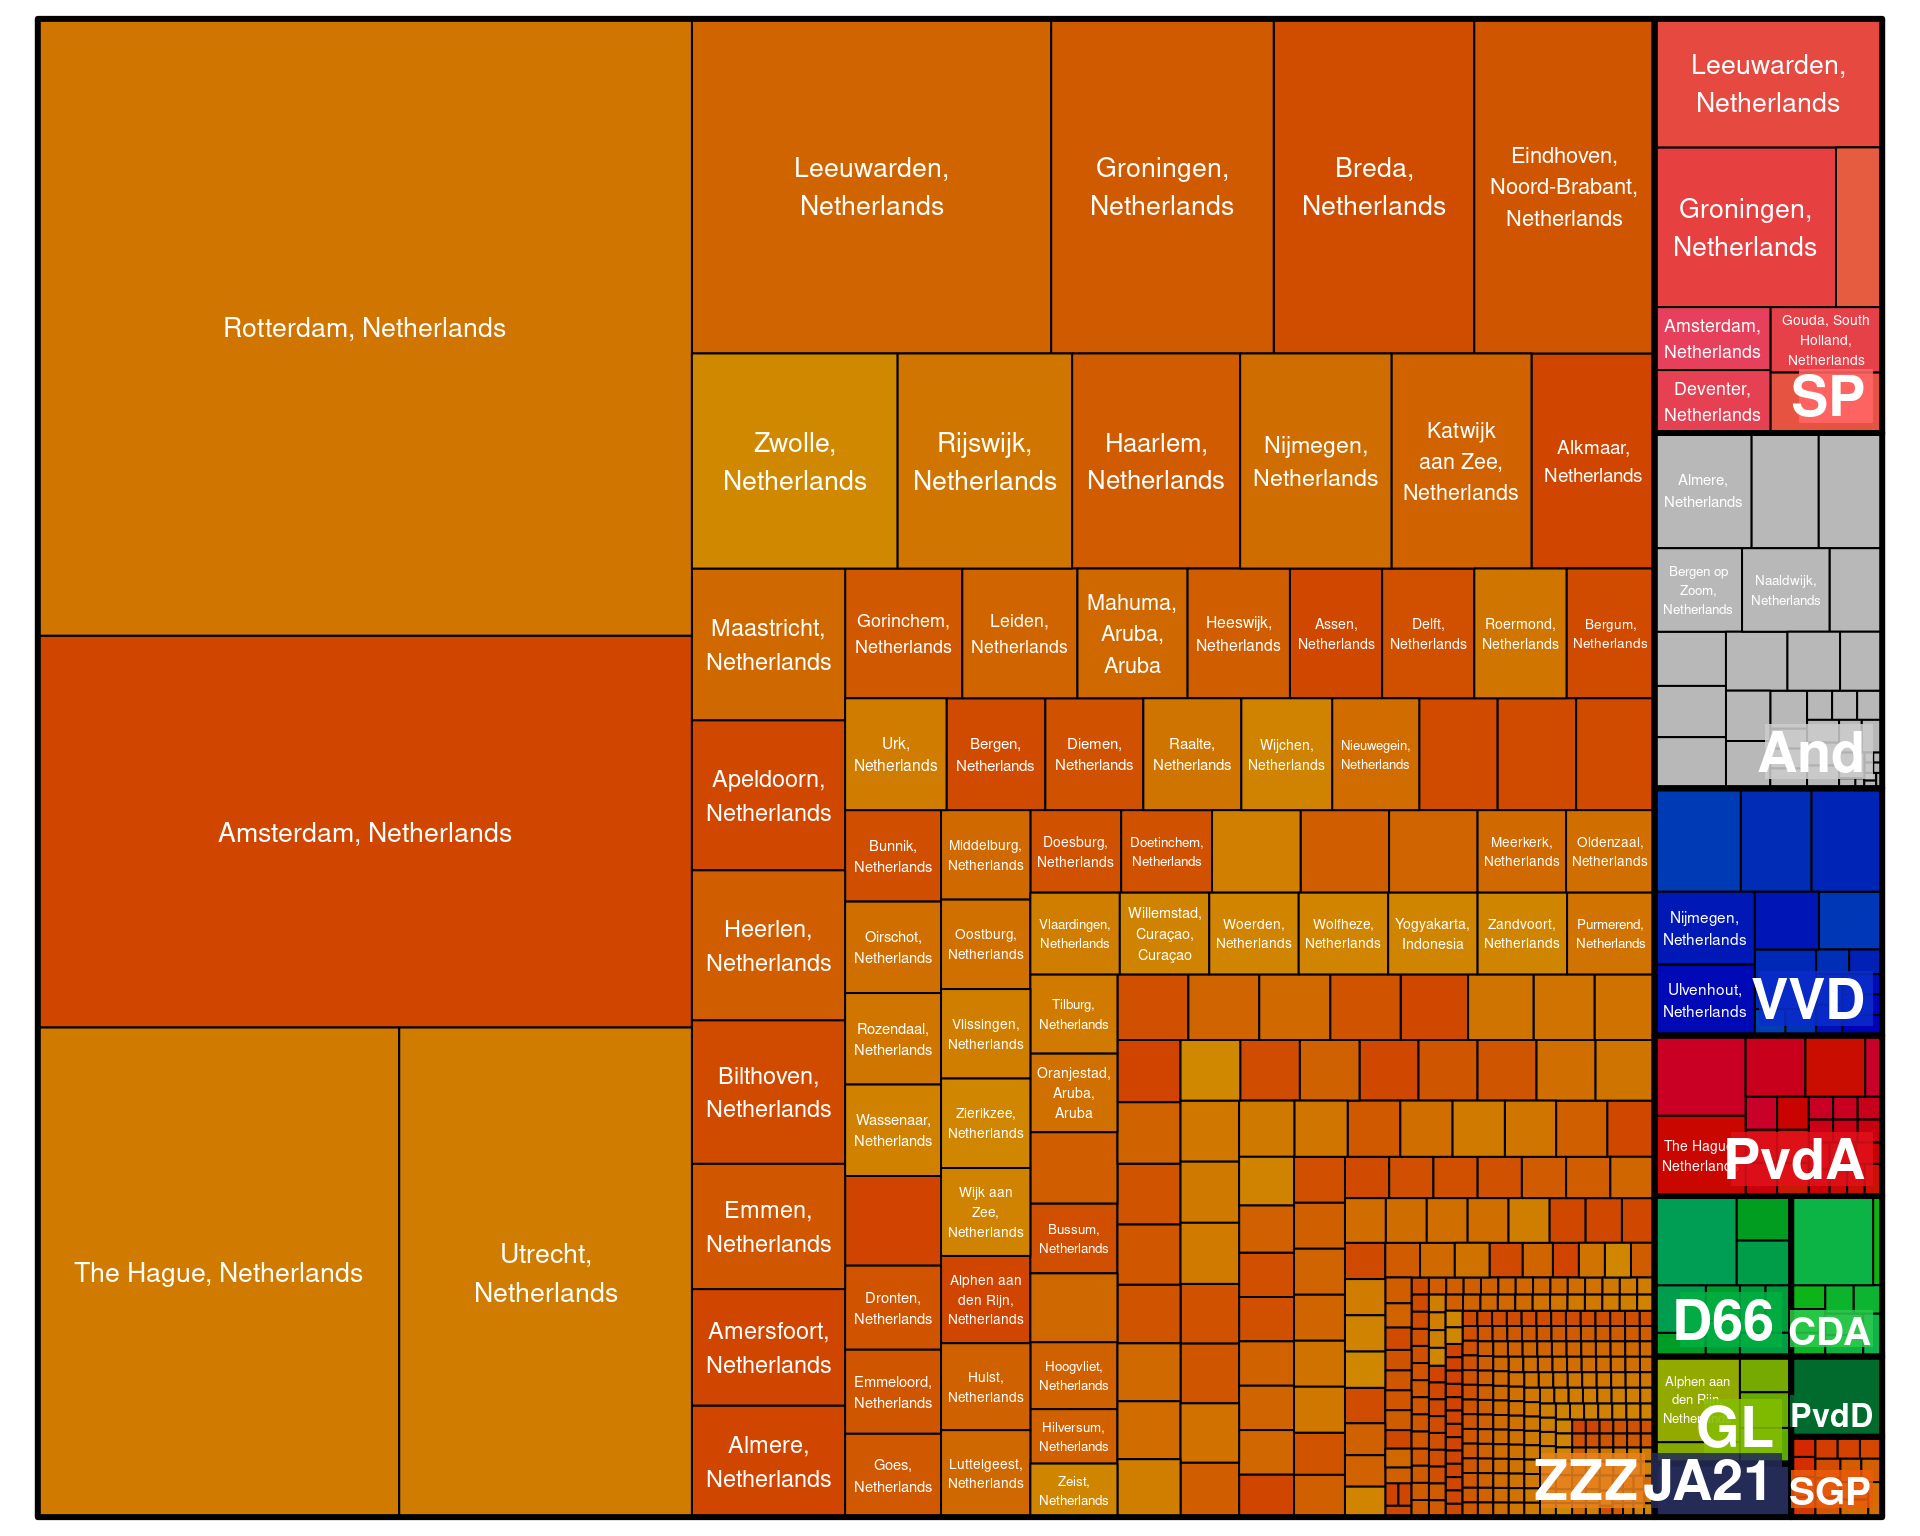 Rotterdam, Netherlands
Amsterdam, Netherlands
The Hague, Netherlands
Utrecht,
Netherlands
Leeuwarden,
Netherlands
Groningen,
Netherlands
Breda,
Netherlands
Eindhoven,
Noord-Brabant,
Netherlands
Zwolle,
Netherlands
Rijswijk,
Netherlands
Haarlem,
Netherlands
Nijmegen,
Netherlands
Katwijk
aan Zee,
Netherlands
Alkmaar,
Netherlands
Maastricht,
Netherlands
Apeldoorn,
Netherlands
Heerlen,
Netherlands
Bilthoven,
Netherlands
Emmen,
Netherlands
Amersfoort,
Netherlands
Almere,
Netherlands
Gorinchem,
Netherlands
Leiden,
Netherlands
Mahuma,
Aruba,
Aruba
Heeswijk,
Netherlands
Assen,
Netherlands
Delft,
Netherlands
Roermond,
Netherlands
Bergum,
Netherlands
Urk,
Netherlands
Bergen,
Netherlands
Diemen,
Netherlands
Raalte,
Netherlands
Wijchen,
Netherlands
Nieuwegein,
Netherlands
Bunnik,
Netherlands
Oirschot,
Netherlands
Rozendaal,
Netherlands
Wassenaar,
Netherlands
Dronten,
Netherlands
Emmeloord,
Netherlands
Goes,
Netherlands
Middelburg,
Netherlands
Oostburg,
Netherlands
Vlissingen,
Netherlands
Zierikzee,
Netherlands
Wijk aan
Zee,
Netherlands
Alphen aan
den Rijn,
Netherlands
Hulst,
Netherlands
Luttelgeest,
Netherlands
Doesburg,
Netherlands
Doetinchem,
Netherlands
Meerkerk,
Netherlands
Oldenzaal,
Netherlands
Vlaardingen,
Netherlands
Willemstad,
Curaçao,
Curaçao
Woerden,
Netherlands
Wolfheze,
Netherlands
Yogyakarta,
Indonesia
Zandvoort,
Netherlands
Purmerend,
Netherlands
Tilburg,
Netherlands
Oranjestad,
Aruba,
Aruba
Bussum,
Netherlands
Hoogvliet,
Netherlands
Hilversum,
Netherlands
Zeist,
Netherlands
ZZZ
Leeuwarden,
Netherlands
Groningen,
Netherlands
Amsterdam,
Netherlands
Gouda, South
Holland,
Netherlands
Deventer,
Netherlands
SP
Almere,
Netherlands
Bergen op
Zoom,
Netherlands
Naaldwijk,
Netherlands
And
Nijmegen,
Netherlands
Ulvenhout,
Netherlands
VVD
The Hague
Netherlands
PvdA
D66
CDA
Alphen aan
den Rijn,
Netherlands
GL
PvdD
JA21
SGP